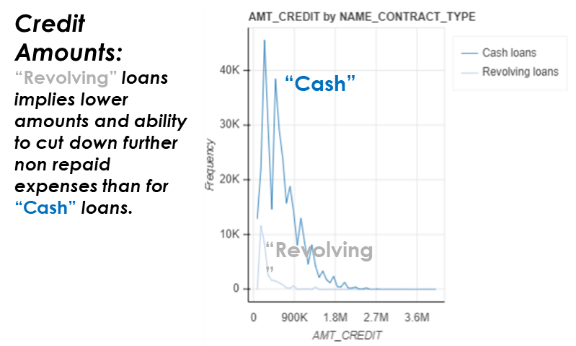 Credit
Amounts:
“Revolving” loans
implies lower
amounts and ability
to cut down further
non repaid
expenses than for
“Cash” loans.
AMT_CREDIT by NAME_CONTRACT_TYPE
Cash loans
Revolving loans
“Cash”
“Revolving
”
Frequency
40K
30K
20K
10K
0
0 900K 1.8M 2.7M 3.6M
AMT_CREDIT